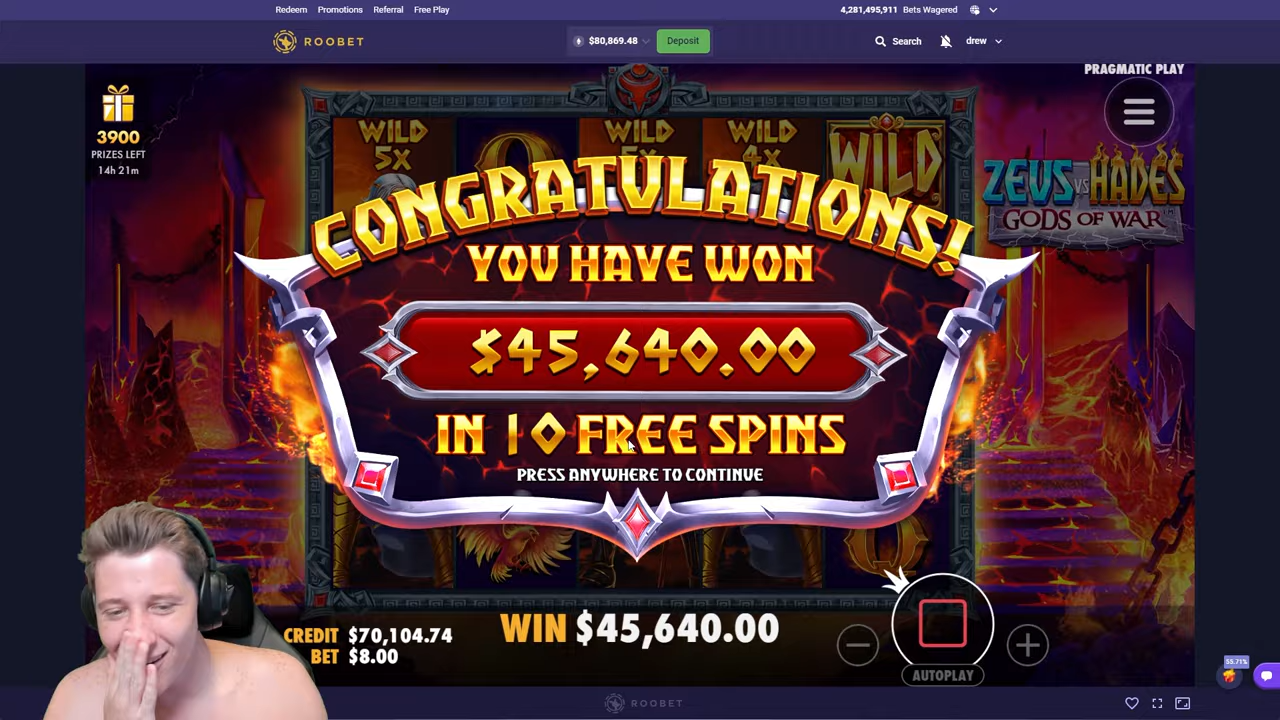 Redeem Promotions Referral Free Play
4,281,495,911 Bets Wagered
ROOBET
$80,869.48
Deposit
Search
drew
PRAGMATIC PLAY
3900
PRIZES LEFT
14h 21m
WILD
5X
WILD
5X
WILD
4X
WILD
ZEUS VS HADES
GODS OF WAR
CONGRATULATIONS!
YOU HAVE WON
$45,640.00
IN 10 FREE SPINS
PRESS ANYWHERE TO CONTINUE
CREDIT $70,104.74
BET $8.00
WIN $45,640.00
AUTOPLAY
55.71%
ROOBET